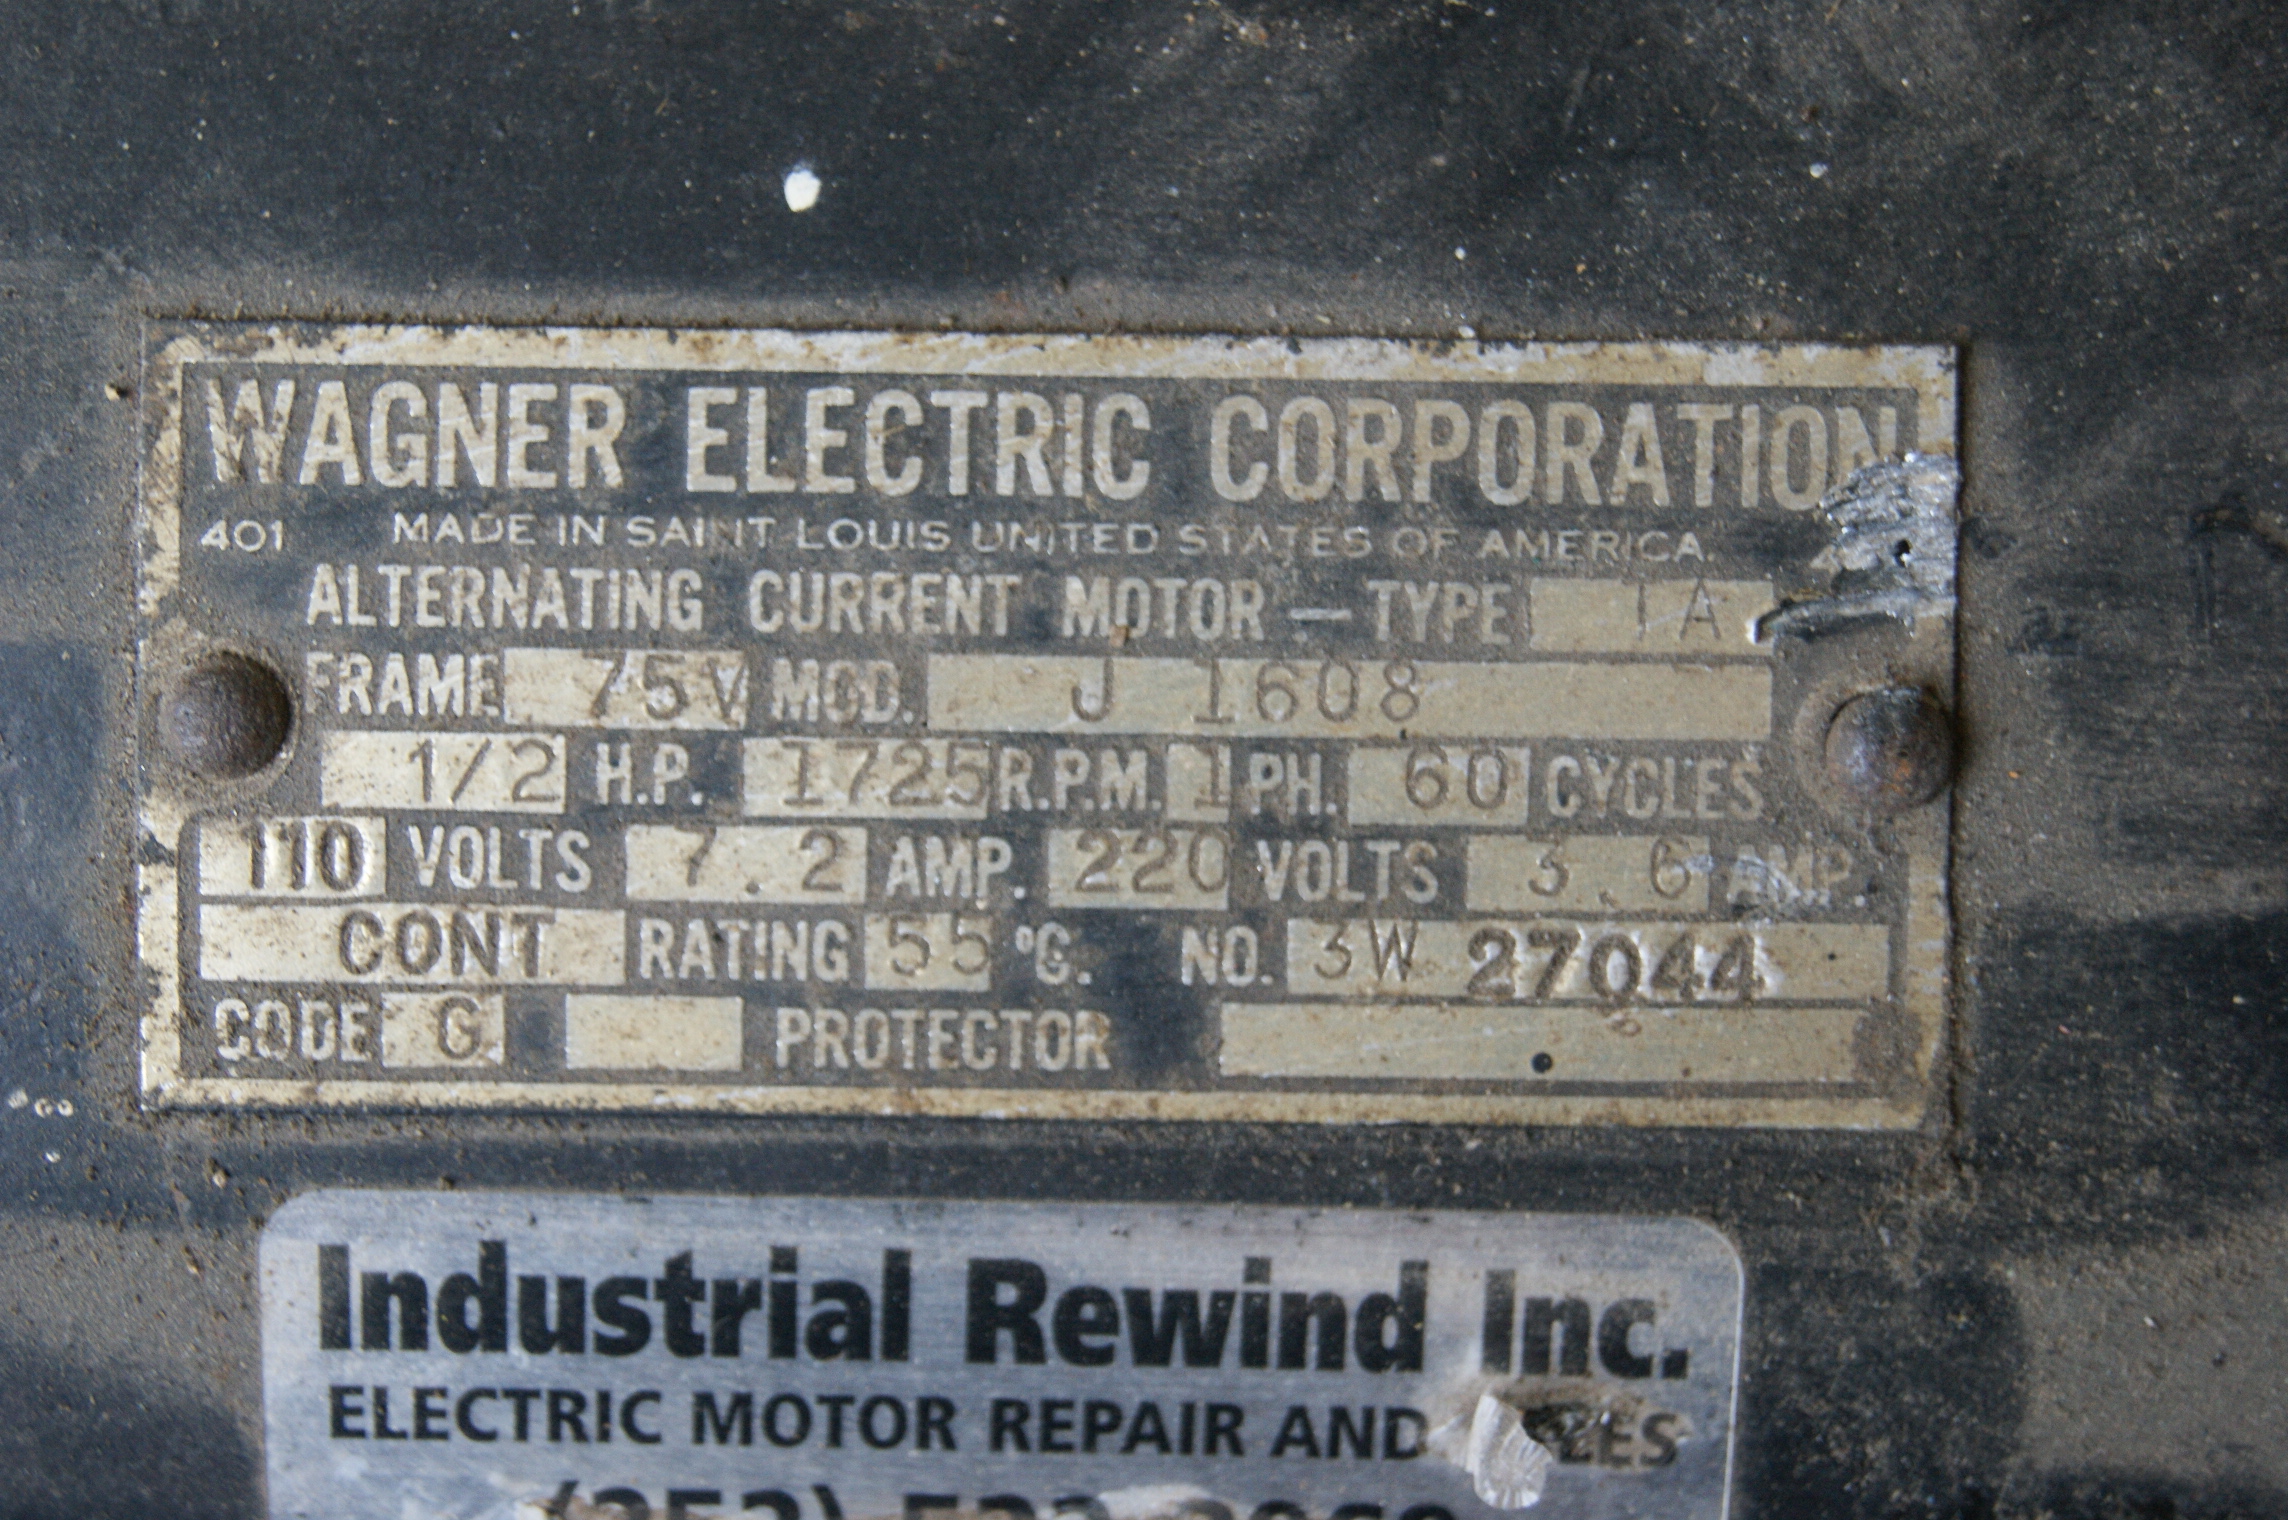 WAGNER ELECTRIC CORPORATION
401 MADE IN SAINT LOUIS UNITED STATES OF AMERICA.
ALTERNATING CURRENT MOTOR — TYPE IA
FRAME 75V MOD. J 1608
1/2 H.P. 1725 R.P.M. 1 PH. 60 CYCLES
110 VOLTS 7.2 AMP. 220 VOLTS 3.6 AMP.
CONT RATING 55 °C. NO. 3W 27044
CODE G PROTECTOR
Industrial Rewind Inc.
ELECTRIC MOTOR REPAIR AND